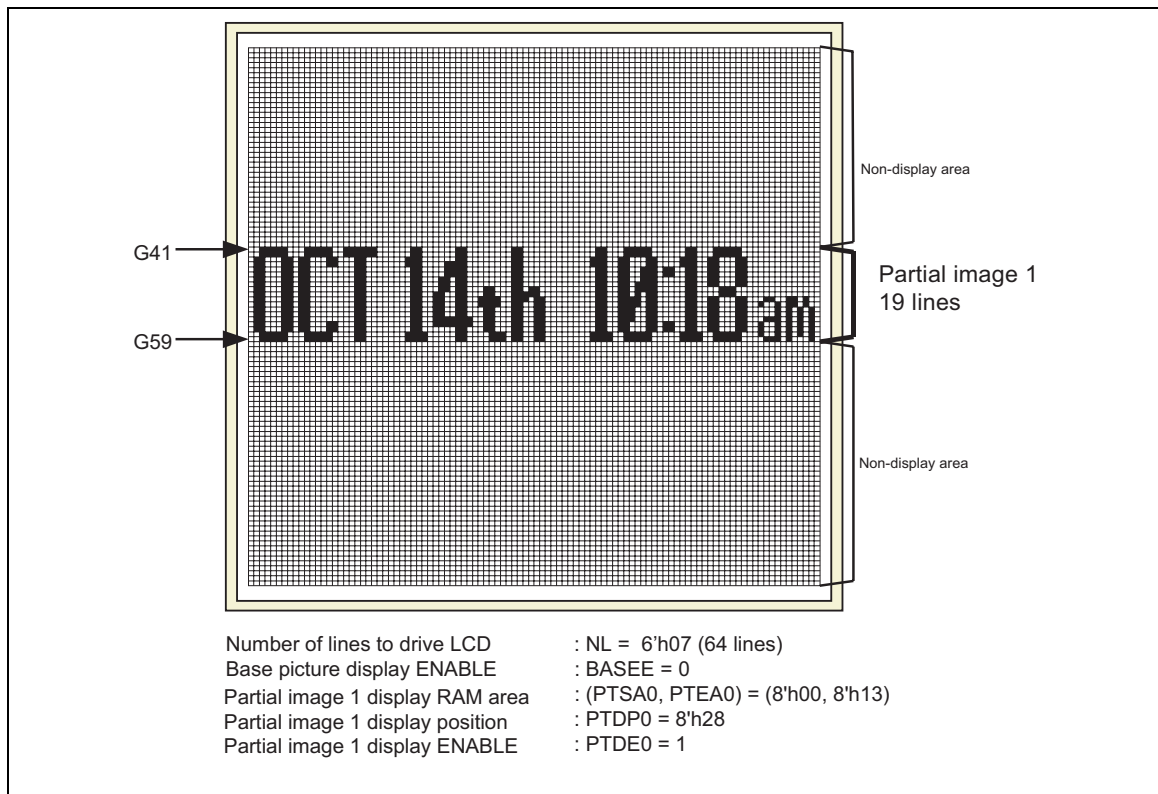 Non-display area
G41
OCT 14th 10:18am
Partial image 1
19 lines
G59
Non-display area
Number of lines to drive LCD : NL = 6'h07 (64 lines)
Base picture display ENABLE : BASEE = 0
Partial image 1 display RAM area : (PTSA0, PTEA0) = (8'h00, 8'h13)
Partial image 1 display position : PTDP0 = 8'h28
Partial image 1 display ENABLE : PTDE0 = 1